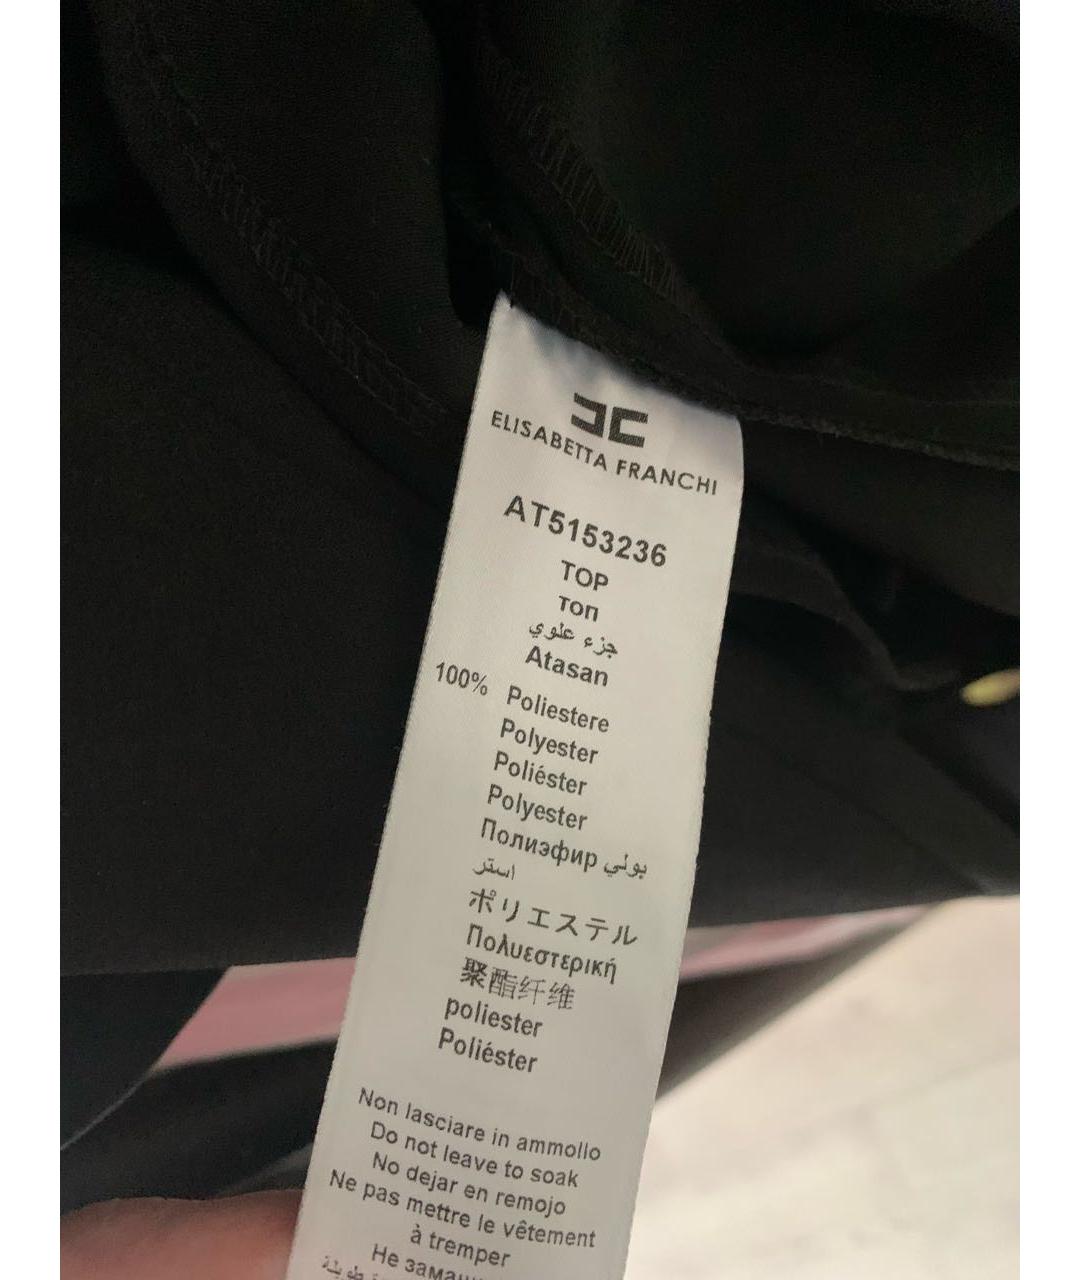 ELISABETTA FRANCHI
AT5153236
TOP
топ
جزء علوي
Atasan
100% Poliestere
Polyester
Poliéster
Polyester
Полиэфир بولي
استر
ポリエステル
Πολυεστερική
聚酯纤维
poliester
Poliéster
Non lasciare in ammollo
Do not leave to soak
No dejar en remojo
Ne pas mettre le vêtement
à tremper
Не